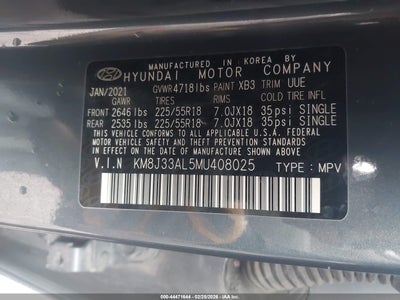 MANUFACTURED IN KOREA BY
HYUNDAI MOTOR COMPANY
JAN/2021 GVWR 4718lbs PAINT XB3 TRIM UUE
GAWR TIRES RIMS COLD TIRE INFL
FRONT 2646lbs 225/55R18 7.0JX18 35psi SINGLE
REAR 2535lbs 225/55R18 7.0JX18 35psi SINGLE
THIS VEHICLE CONFORMS TO ALL APPLICABLE
FEDERAL MOTOR VEHICLE SAFETY AND THEFT
PREVENTION STANDARDS IN EFFECT ON THE
DATE OF MANUFACTURE SHOWN ABOVE.
V.I.N KM8J33AL5MU408025 TYPE : MPV
000-44471644 - 02/25/2026 - IAA Inc.